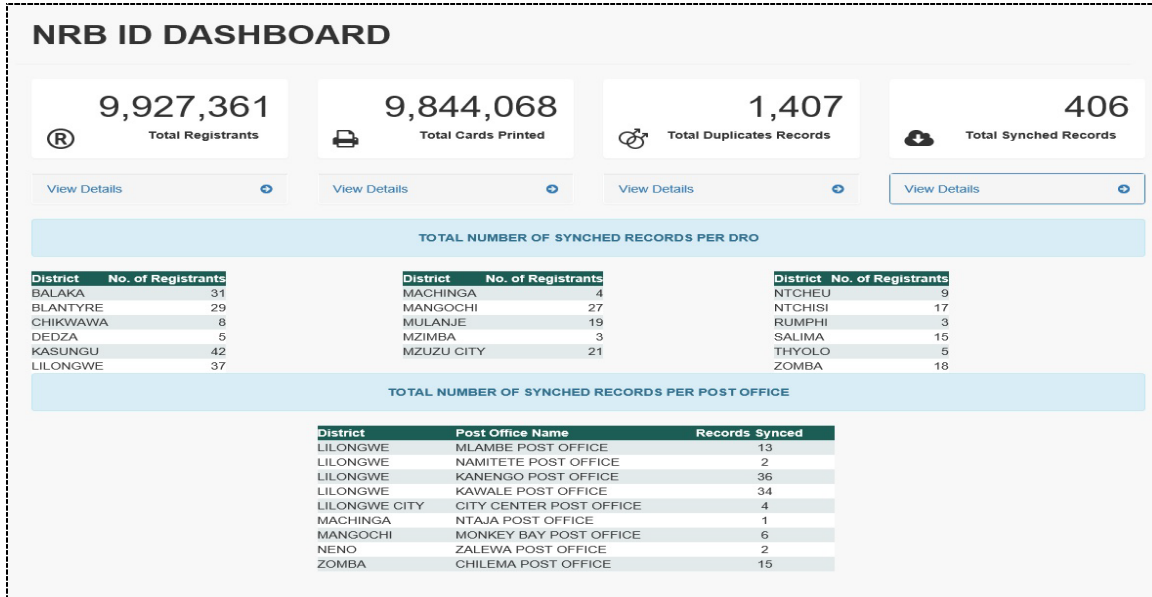 NRB ID DASHBOARD
9,927,361
Total Registrants
9,844,068
Total Cards Printed
1,407
Total Duplicates Records
406
Total Synched Records
View Details
View Details
View Details
View Details
TOTAL NUMBER OF SYNCHED RECORDS PER DRO
District No. of Registrants
BALAKA 31
BLANTYRE 29
CHIKWAWA 8
DEDZA 5
KASUNGU 42
LILONGWE 37
District No. of Registrants
MACHINGA 4
MANGOCHI 27
MULANJE 19
MZIMBA 3
MZUZU CITY 21
District No. of Registrants
NTCHEU 9
NTCHISI 17
RUMPHI 3
SALIMA 15
THYOLO 5
ZOMBA 18
TOTAL NUMBER OF SYNCHED RECORDS PER POST OFFICE
District Post Office Name Records Synced
LILONGWE MLAMBE POST OFFICE 13
LILONGWE NAMITETE POST OFFICE 2
LILONGWE KANENGO POST OFFICE 36
LILONGWE KAWALE POST OFFICE 34
LILONGWE CITY CITY CENTER POST OFFICE 4
MACHINGA NTAJA POST OFFICE 1
MANGOCHI MONKEY BAY POST OFFICE 6
NENO ZALEWA POST OFFICE 2
ZOMBA CHILEMA POST OFFICE 15